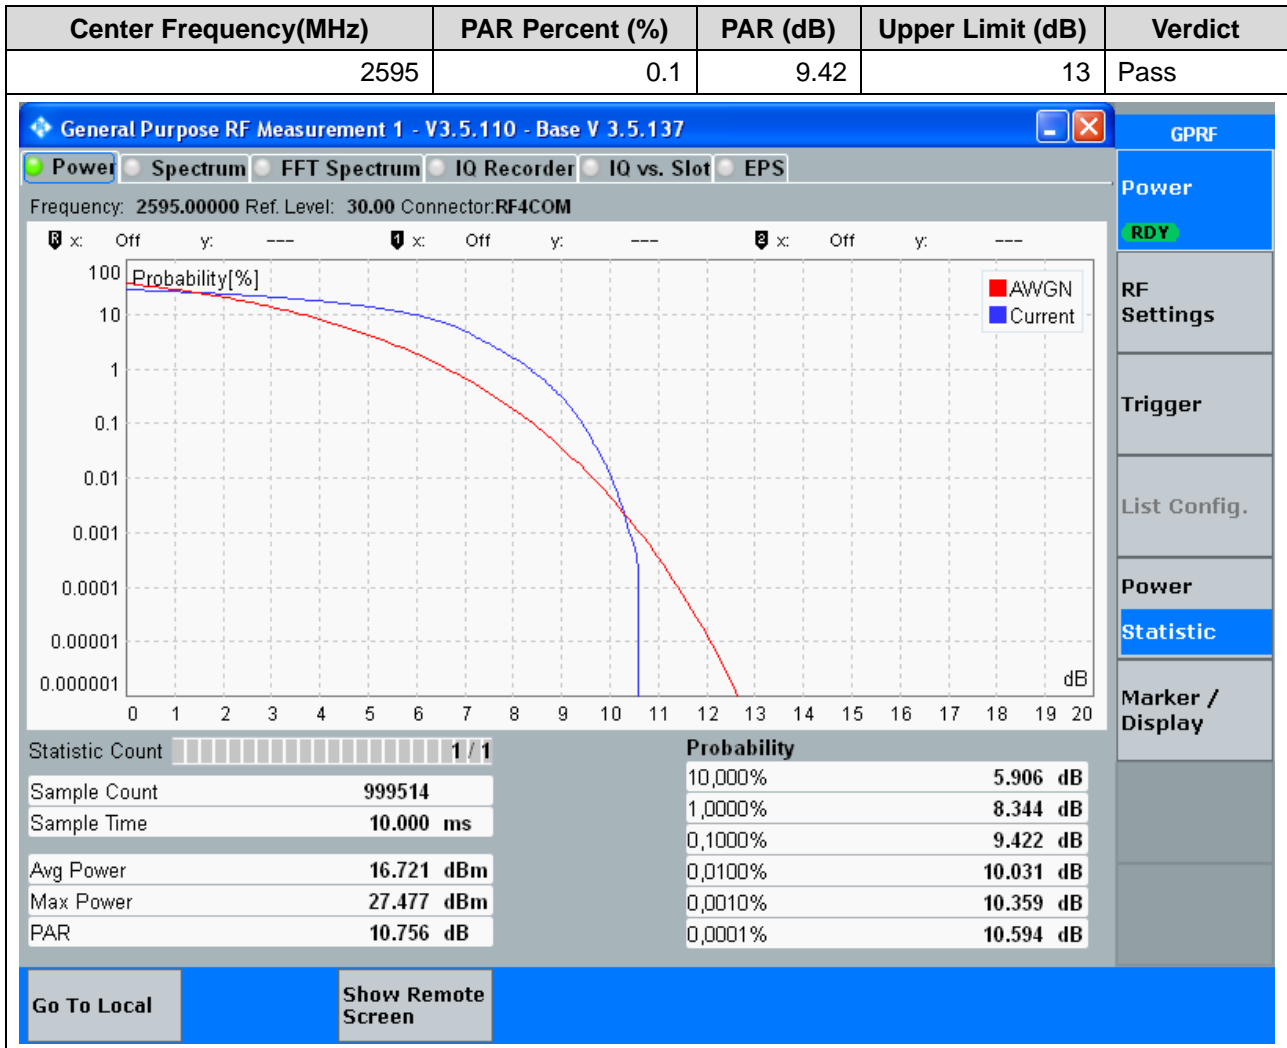 Center Frequency(MHz) PAR Percent (%) PAR (dB) Upper Limit (dB) Verdict
2595 0.1 9.42 13 Pass
General Purpose RF Measurement 1 - V3.5.110 - Base V 3.5.137
GPRF
Power Spectrum FFT Spectrum IQ Recorder IQ vs. Slot EPS
Frequency: 2595.00000 Ref. Level: 30.00 Connector:RF4COM
R x: Off y: --- 1 x: Off y: --- 2 x: Off y: ---
Probability[%]
AWGN
Current
100
10
1
0.1
0.01
0.001
0.0001
0.00001
0.000001
dB
0 1 2 3 4 5 6 7 8 9 10 11 12 13 14 15 16 17 18 19 20
Statistic Count 1 / 1
Sample Count 999514
Sample Time 10.000 ms
Avg Power 16.721 dBm
Max Power 27.477 dBm
PAR 10.756 dB
Probability
10,000% 5.906 dB
1,0000% 8.344 dB
0,1000% 9.422 dB
0,0100% 10.031 dB
0,0010% 10.359 dB
0,0001% 10.594 dB
Power
RDY
RF
Settings
Trigger
List Config.
Power
Statistic
Marker /
Display
Go To Local
Show Remote
Screen